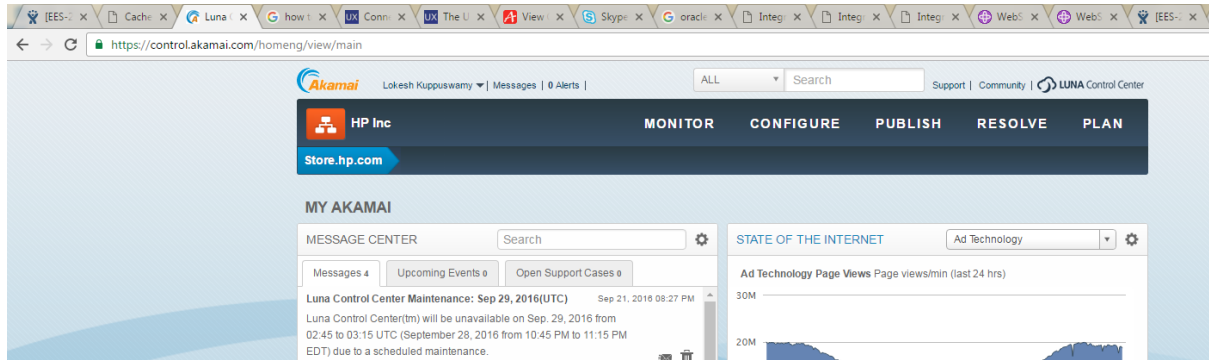 [EES-2 Cache Luna C how t Conn The U View Skype oracle Integr Integr Integr WebS WebS [EES-2
https://control.akamai.com/homeng/view/main
Akamai Lokesh Kuppuswamy | Messages | 0 Alerts | ALL Search Support | Community | LUNA Control Center
HP Inc MONITOR CONFIGURE PUBLISH RESOLVE PLAN
Store.hp.com
MY AKAMAI
MESSAGE CENTER Search STATE OF THE INTERNET Ad Technology
Messages 4 Upcoming Events 0 Open Support Cases 0 Ad Technology Page Views Page views/min (last 24 hrs)
Luna Control Center Maintenance: Sep 29, 2016(UTC) Sep 21, 2016 08:27 PM 30M
Luna Control Center(tm) will be unavailable on Sep. 29, 2016 from
02:45 to 03:15 UTC (September 28, 2016 from 10:45 PM to 11:15 PM 20M
EDT) due to a scheduled maintenance.